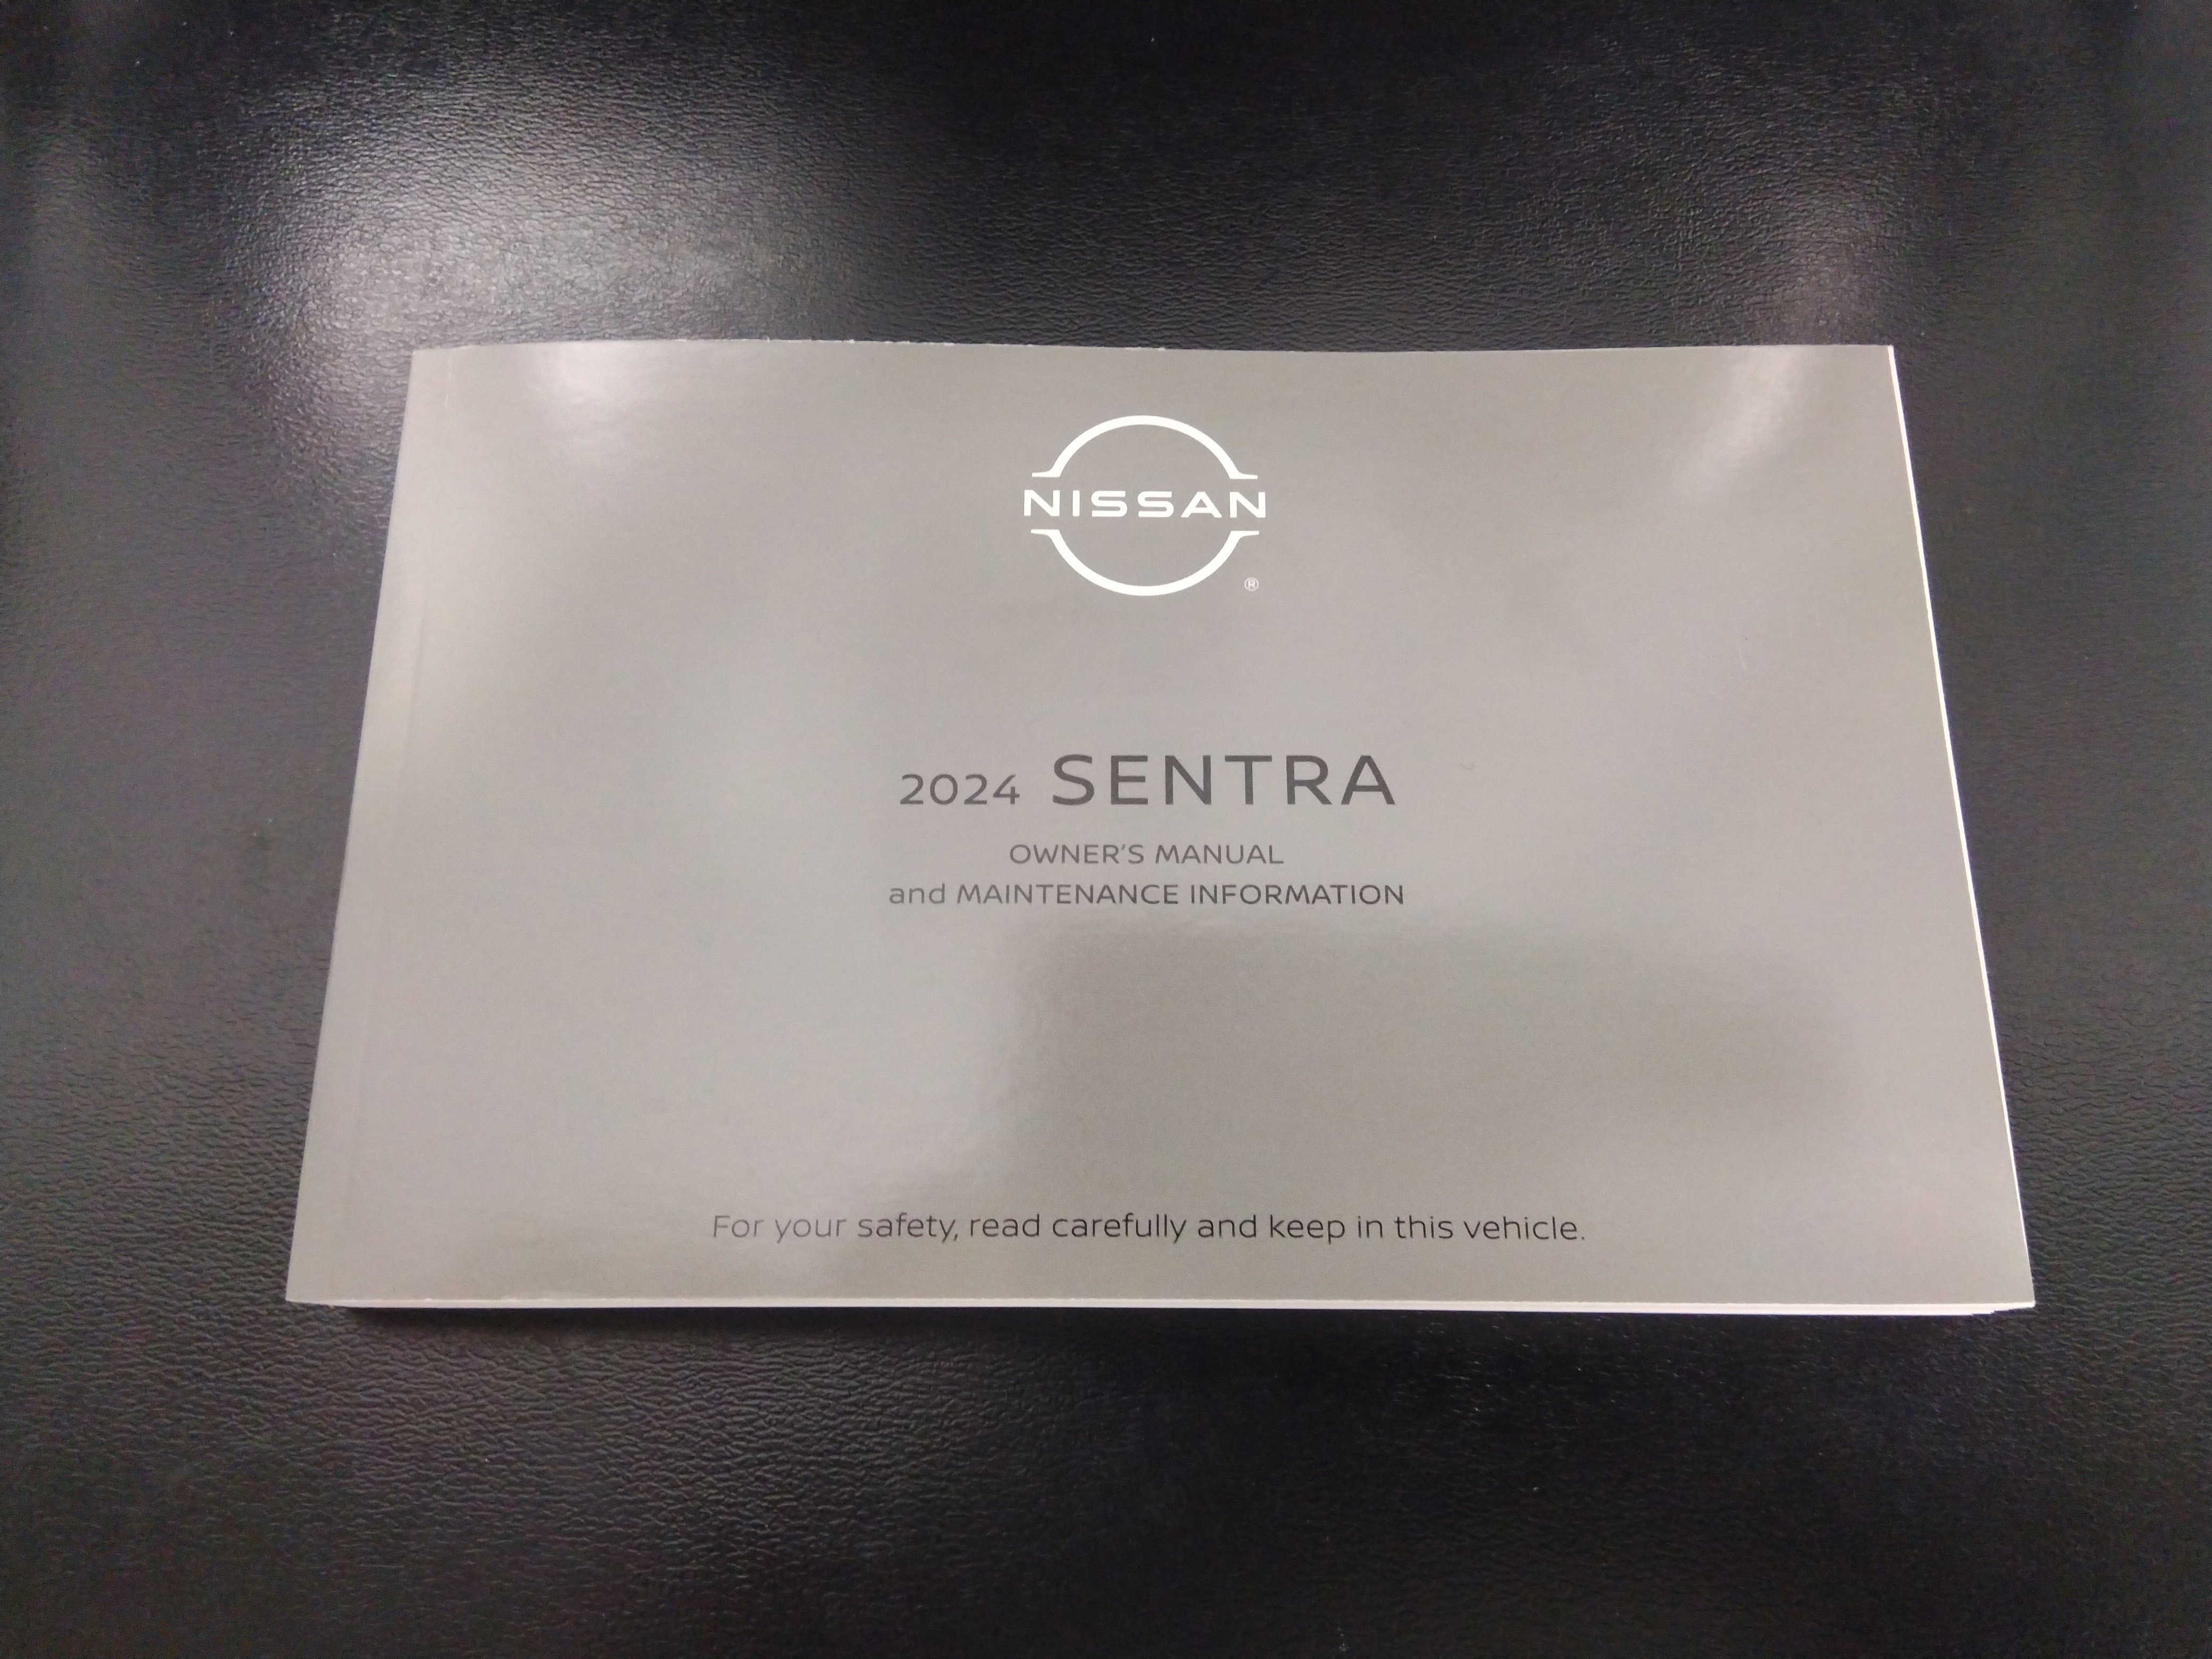 NISSAN
®
2024 SENTRA
OWNER’S MANUAL
and MAINTENANCE INFORMATION
For your safety, read carefully and keep in this vehicle.